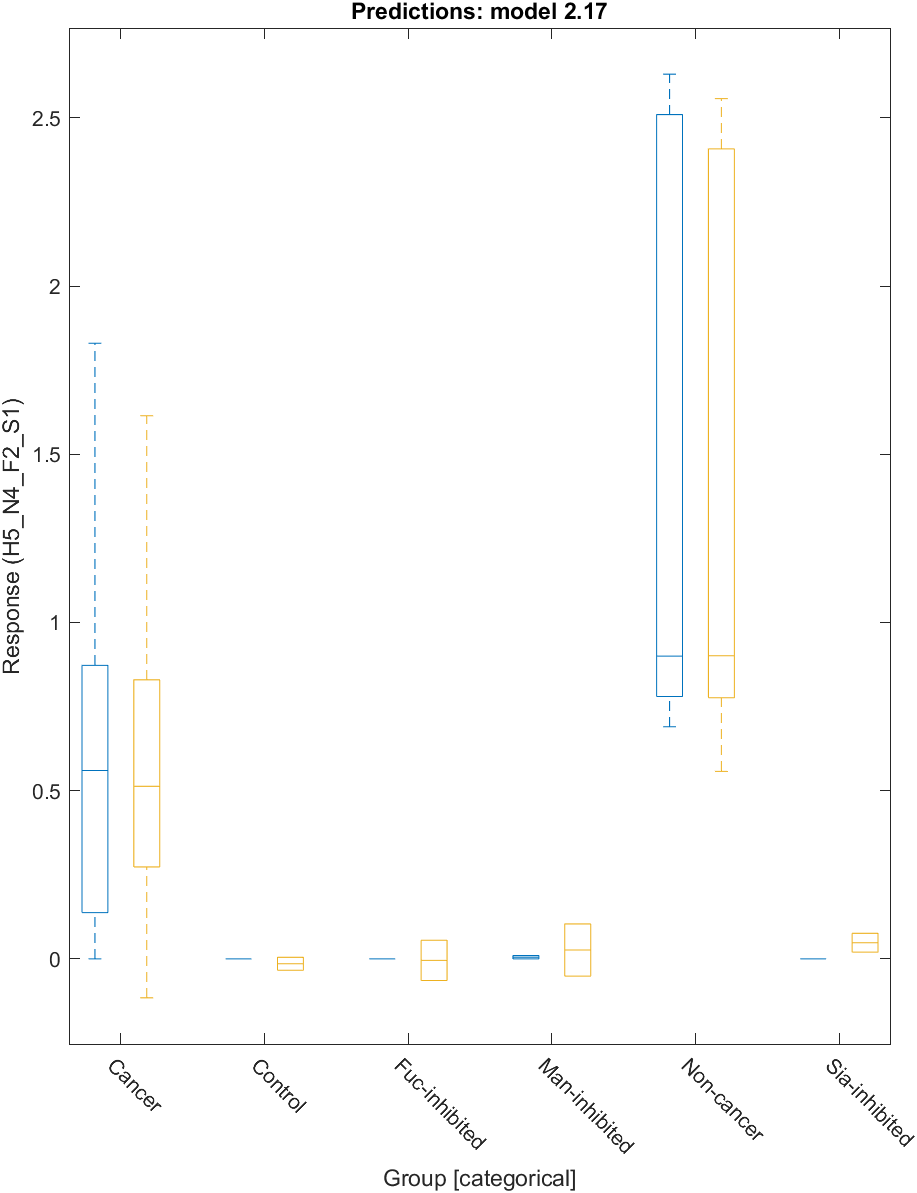 Predictions: model 2.17
Response (H5_N4_F2_S1)
2.5
2
1.5
1
0.5
0
Cancer
Control
Fuc-inhibited
Man-inhibited
Non-cancer
Sia-inhibited
Group [categorical]